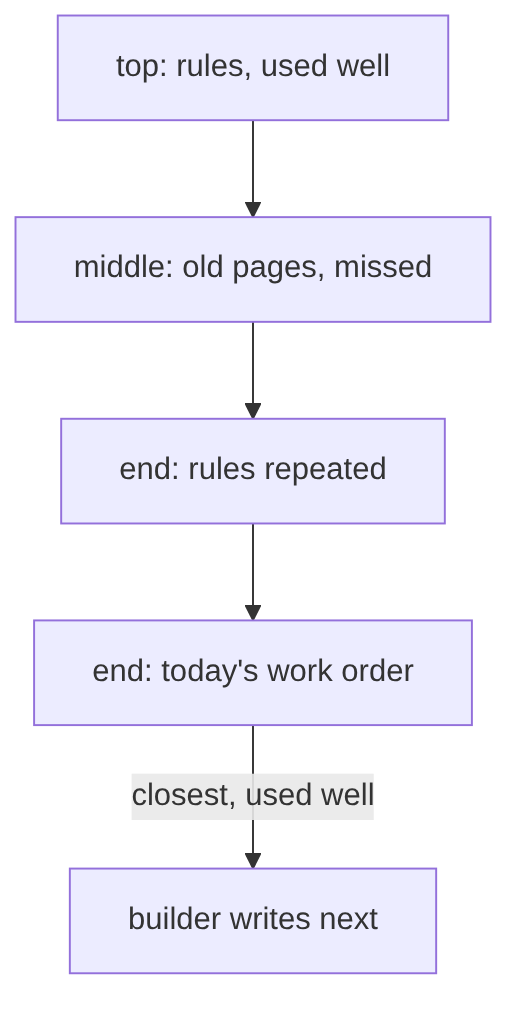 top: rules, used well
middle: old pages, missed
end: rules repeated
end: today's work order
closest, used well
builder writes next